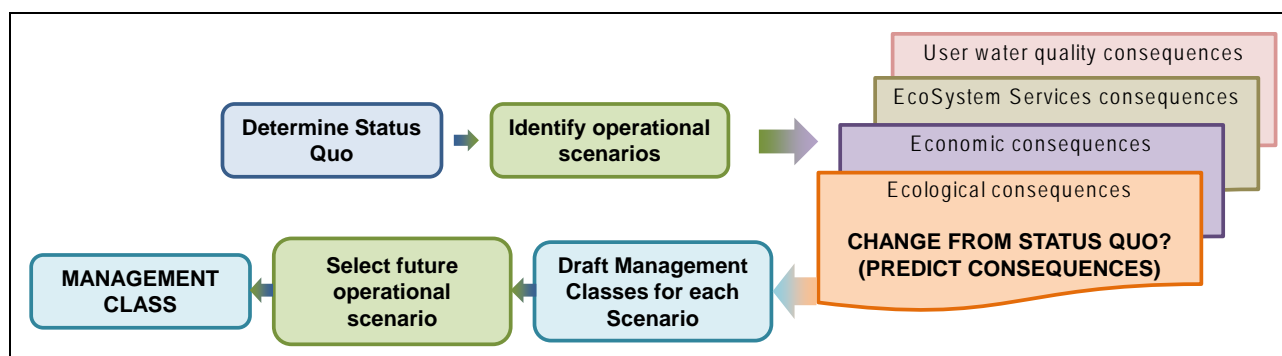 Determine Status
Quo
Identify operational
scenarios
User water quality consequences
EcoSystem Services consequences
Economic consequences
Ecological consequences
CHANGE FROM STATUS QUO?
(PREDICT CONSEQUENCES)
Draft Management
Classes for each
Scenario
Select future
operational
scenario
MANAGEMENT
CLASS